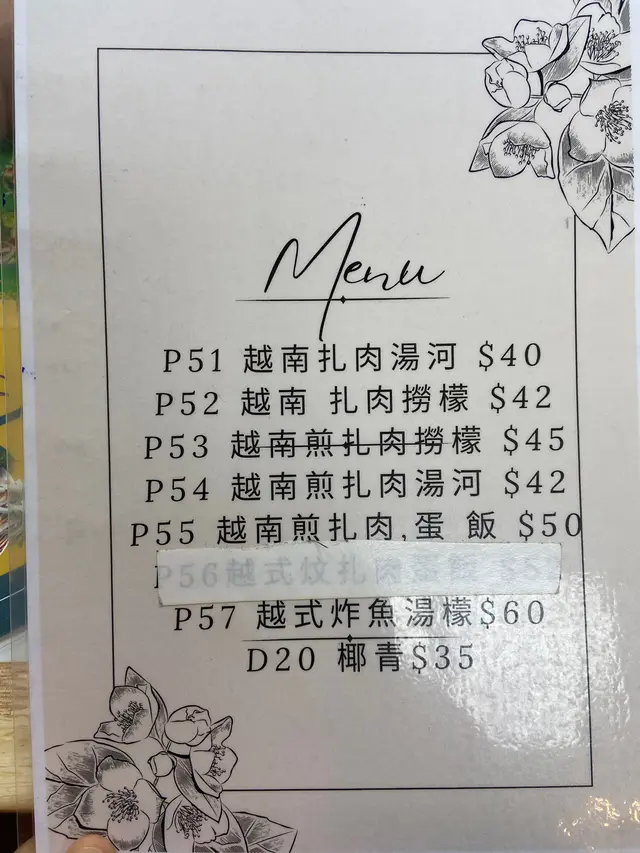 Menu
P51 越南扎肉湯河 $40
P52 越南 扎肉撈檬 $42
P53 越南煎扎肉撈檬 $45
P54 越南煎扎肉湯河 $42
P55 越南煎扎肉,蛋 飯 $50
P56越式炆扎肉
P57 越式炸魚湯檬$60
D20 椰青$35